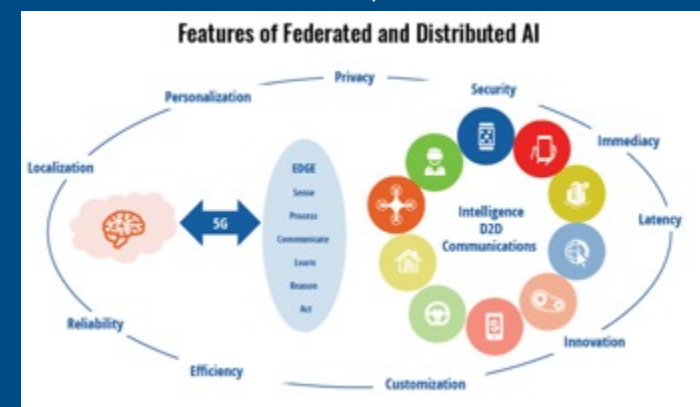 Features of Federated and Distributed AI
Privacy
Personalization
Security
Immediacy
Localization
Latency
5G
EDGE
Sense
Process
Communicate
Learn
Reason
Act
Intelligence
D2D
Communications
Reliability
Innovation
Efficiency
Customization